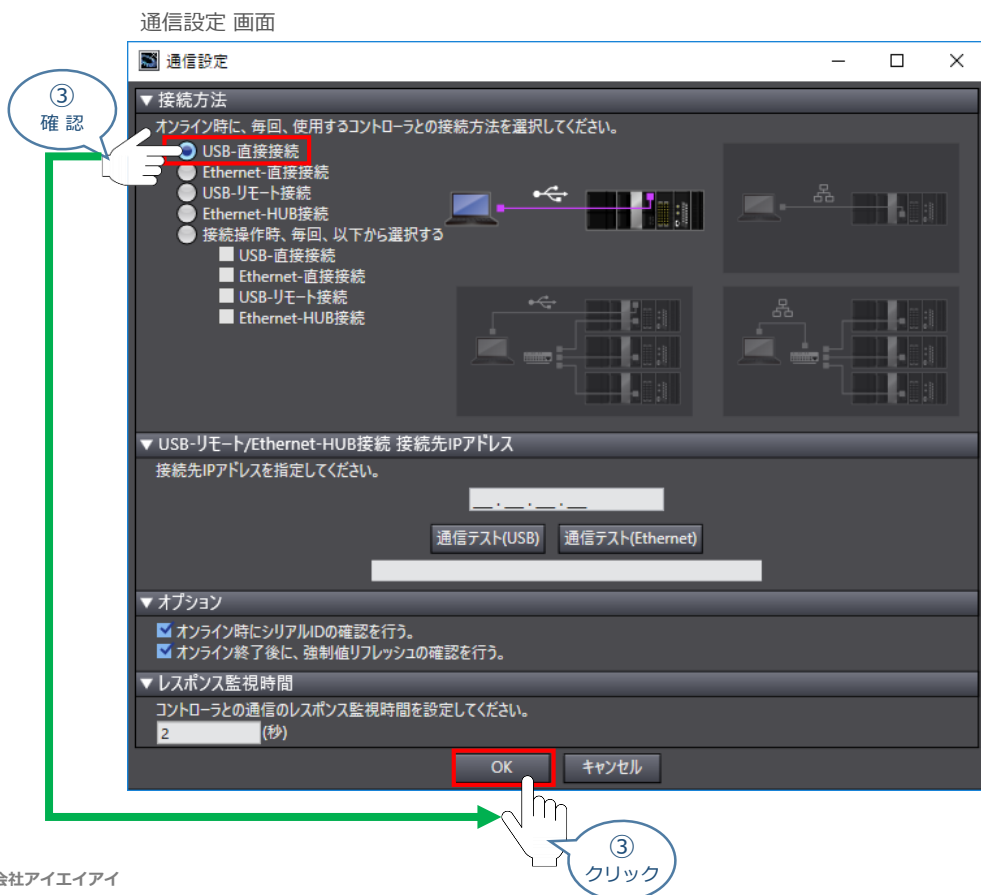 通信設定 画面
通信設定
③
確 認
▼ 接続方法
オンライン時に、毎回、使用するコントローラとの接続方法を選択してください。
USB-直接接続
Ethernet-直接接続
USB-リモート接続
Ethernet-HUB接続
接続操作時、毎回、以下から選択する
USB-直接接続
Ethernet-直接接続
USB-リモート接続
Ethernet-HUB接続
▼ USB-リモート/Ethernet-HUB接続 接続先IPアドレス
接続先IPアドレスを指定してください。
__.__.__.__
通信テスト(USB) 通信テスト(Ethernet)
▼ オプション
オンライン時にシリアルIDの確認を行う。
オンライン終了後に、強制値リフレッシュの確認を行う。
▼ レスポンス監視時間
コントローラとの通信のレスポンス監視時間を設定してください。
2 (秒)
OK キャンセル
③
クリック
会社アイエイアイ